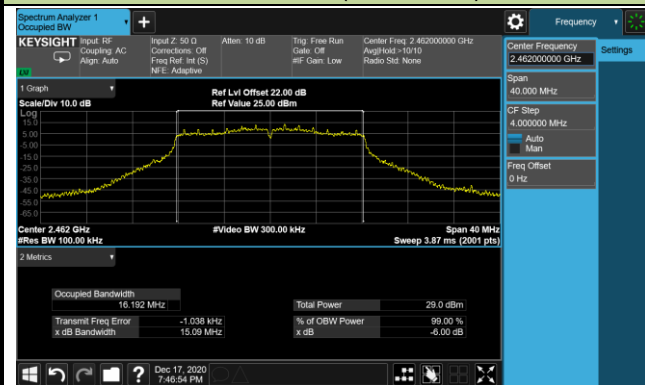 Spectrum Analyzer 1
Occupied BW
Frequency
KEYSIGHT
Input: RF
Coupling: AC
Align: Auto
Input Z: 50 Ω
Corrections: Off
Freq Ref: Int (S)
NFE: Adaptive
Atten: 10 dB
Trig: Free Run
Gate: Off
#IF Gain: Low
Center Freq: 2.462000000 GHz
Avg|Hold:>10/10
Radio Std: None
Center Frequency
2.462000000 GHz
Settings
Span
40.000 MHz
CF Step
4.000000 MHz
Auto
Man
Freq Offset
0 Hz
1 Graph
Scale/Div 10.0 dB
Ref Lvl Offset 22.00 dB
Ref Value 25.00 dBm
Log
15.0
5.00
-5.00
-15.0
-25.0
-35.0
-45.0
-55.0
-65.0
Center 2.462 GHz
#Video BW 300.00 kHz
Span 40 MHz
#Res BW 100.00 kHz
Sweep 3.87 ms (2001 pts)
2 Metrics
Occupied Bandwidth
16.192 MHz
Total Power 29.0 dBm
Transmit Freq Error -1.038 kHz
% of OBW Power 99.00 %
x dB Bandwidth 15.09 MHz
x dB -6.00 dB
Dec 17, 2020
7:46:54 PM